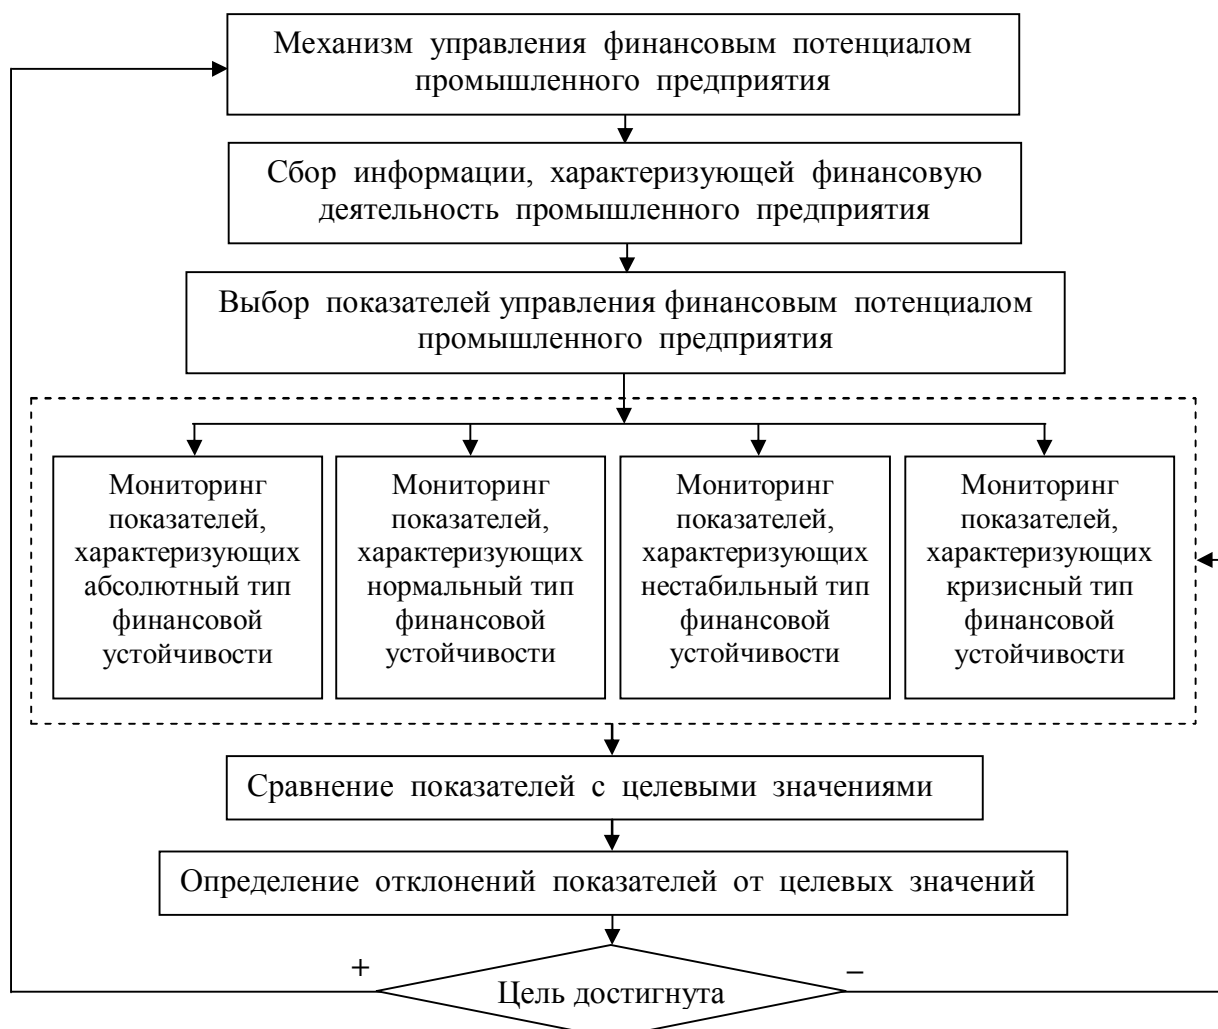 Механизм управления финансовым потенциалом
промышленного предприятия
Сбор информации, характеризующей финансовую
деятельность промышленного предприятия
Выбор показателей управления финансовым потенциалом
промышленного предприятия
Мониторинг
показателей,
характеризующих
абсолютный тип
финансовой
устойчивости
Мониторинг
показателей,
характеризующих
нормальный тип
финансовой
устойчивости
Мониторинг
показателей,
характеризующих
нестабильный тип
финансовой
устойчивости
Мониторинг
показателей,
характеризующих
кризисный тип
финансовой
устойчивости
Сравнение показателей с целевыми значениями
Определение отклонений показателей от целевых значений
+
–
Цель достигнута